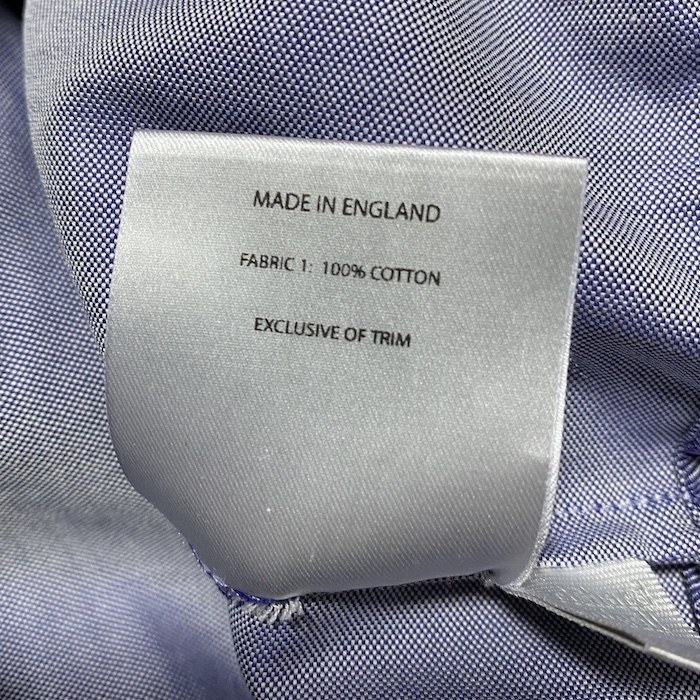 MADE IN ENGLAND
FABRIC 1: 100% COTTON
EXCLUSIVE OF TRIM